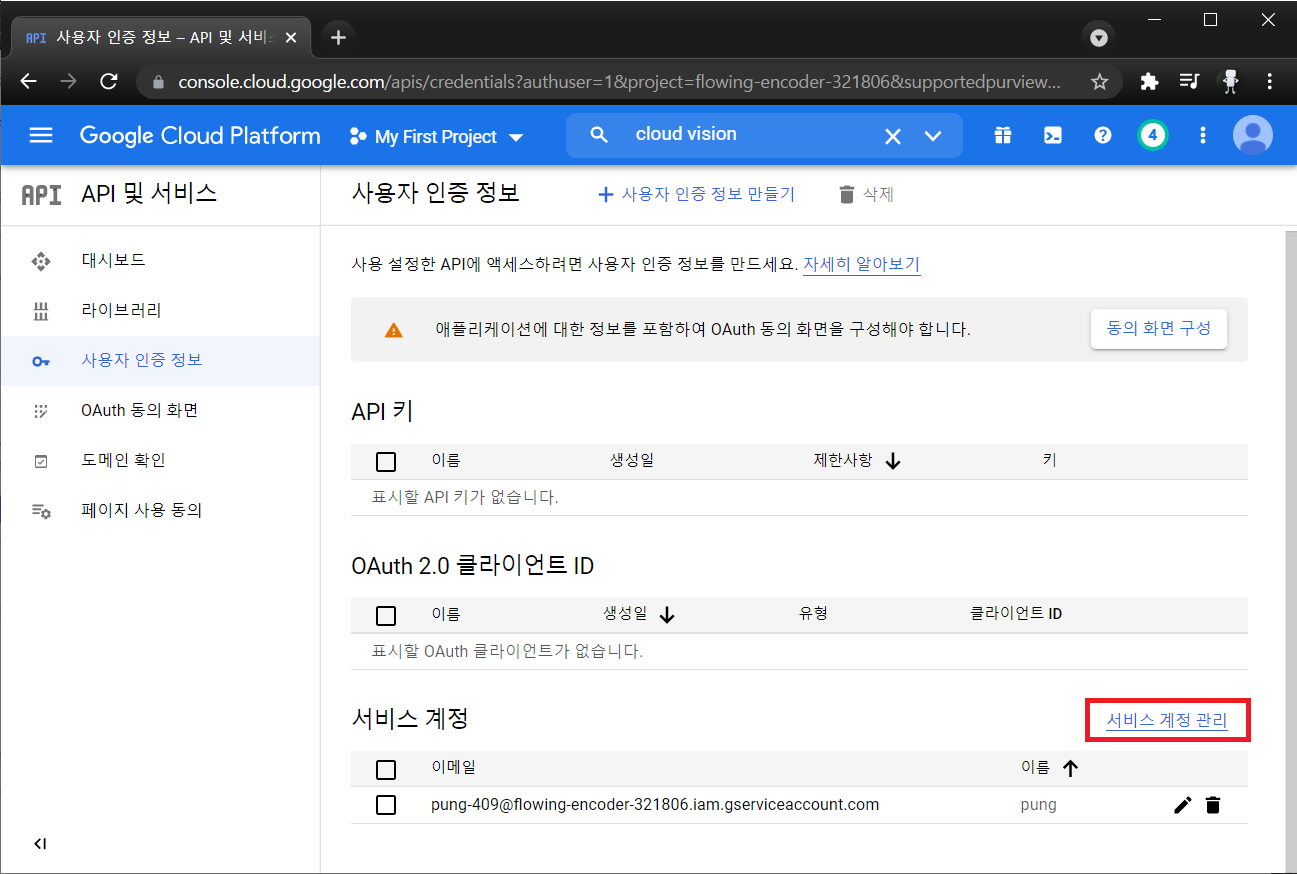 API 사용자 인증 정보 – API 및 서비스
console.cloud.google.com/apis/credentials?authuser=1&project=flowing-encoder-321806&supportedpurview...
Google Cloud Platform My First Project cloud vision 4
API API 및 서비스
사용자 인증 정보 + 사용자 인증 정보 만들기 삭제
대시보드
라이브러리
사용자 인증 정보
OAuth 동의 화면
도메인 확인
페이지 사용 동의
사용 설정한 API에 액세스하려면 사용자 인증 정보를 만드세요. 자세히 알아보기
애플리케이션에 대한 정보를 포함하여 OAuth 동의 화면을 구성해야 합니다. 동의 화면 구성
API 키
이름 생성일 제한사항 키
표시할 API 키가 없습니다.
OAuth 2.0 클라이언트 ID
이름 생성일 유형 클라이언트 ID
표시할 OAuth 클라이언트가 없습니다.
서비스 계정 서비스 계정 관리
이메일 이름
pung-409@flowing-encoder-321806.iam.gserviceaccount.com pung